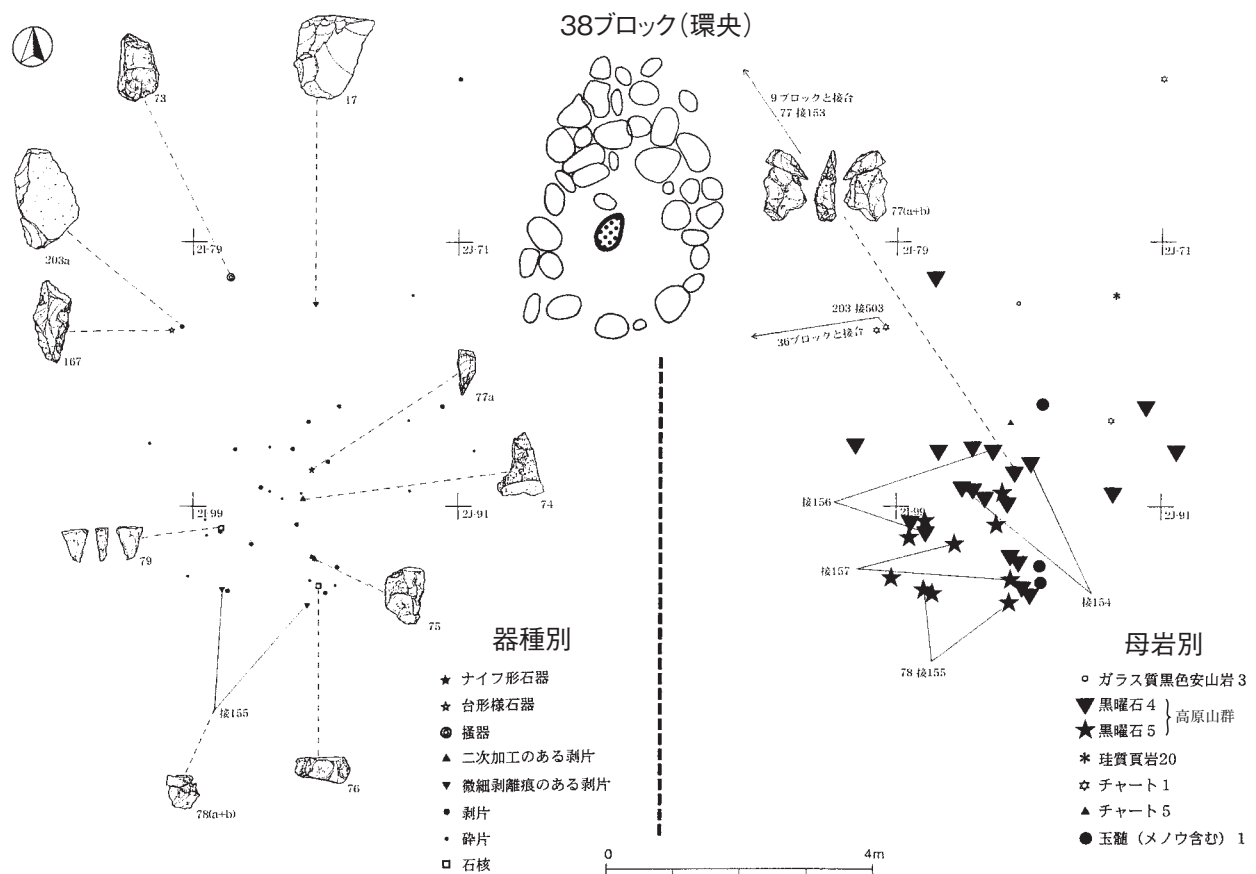 38ブロック（環央）
73
17
203a
167
2I-79
2J-71
77a
74
2I-99
2J-91
79
75
接155
78(a+b)
76
器種別
ナイフ形石器
台形様石器
掻器
二次加工のある剥片
微細剥離痕のある剥片
剥片
砕片
石核
9ブロックと接合
77 接153
77(a+b)
2I-79
2J-71
203 接503
36ブロックと接合
接156
2I-99
2J-91
接157
接154
78 接155
母岩別
ガラス質黒色安山岩3
黒曜石4
黒曜石5
高原山群
珪質頁岩20
チャート1
チャート5
玉髄（メノウ含む）1
0 4m